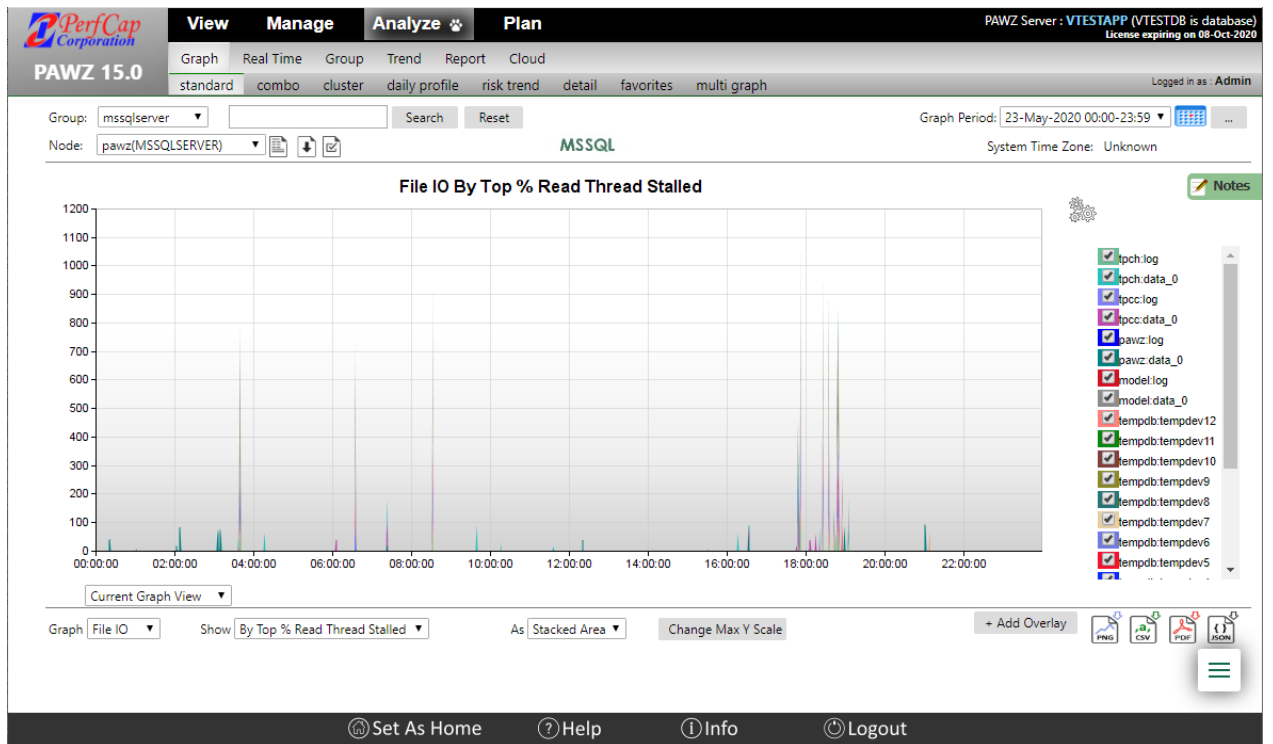 PerfCap
Corporation
PAWZ 15.0
View Manage Analyze Plan
PAWZ Server : VTESTAPP (VTESTDB is database)
License expiring on 08-Oct-2020
Graph Real Time Group Trend Report Cloud
standard combo cluster daily profile risk trend detail favorites multi graph
Logged in as : Admin
Group: mssqlserver Search Reset
Graph Period: 23-May-2020 00:00-23:59 ...
Node: pawz(MSSQLSERVER)
MSSQL
System Time Zone: Unknown
File IO By Top % Read Thread Stalled
Notes
1200
1100
1000
900
800
700
600
500
400
300
200
100
0
00:00:00 02:00:00 04:00:00 06:00:00 08:00:00 10:00:00 12:00:00 14:00:00 16:00:00 18:00:00 20:00:00 22:00:00
tpch:log
tpch:data_0
tpcc:log
tpcc:data_0
pawz:log
pawz:data_0
model:log
model:data_0
tempdb:tempdev12
tempdb:tempdev11
tempdb:tempdev10
tempdb:tempdev9
tempdb:tempdev8
tempdb:tempdev7
tempdb:tempdev6
tempdb:tempdev5
Current Graph View
Graph File IO Show By Top % Read Thread Stalled As Stacked Area Change Max Y Scale
+ Add Overlay
PNG CSV PDF JSON
Set As Home Help Info Logout